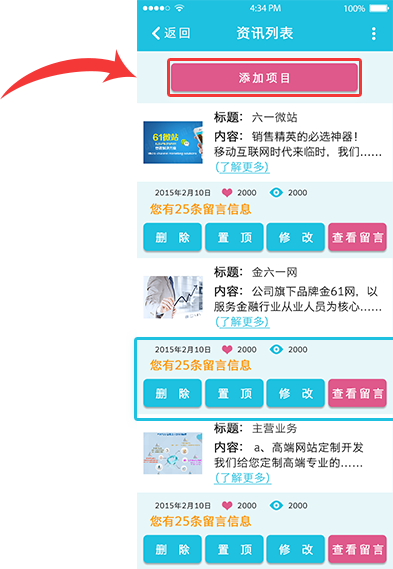 4:34 PM 100%
返回 资讯列表
添加项目
61微站
标题： 六一微站
内容： 销售精英的必选神器！
移动互联网时代来临时，我们......
(了解更多)
2015年2月10日 2000 2000
您有25条留言信息
删 除 置 顶 修 改 查看留言
标题： 金六一网
内容： 公司旗下品牌金61网，以
服务金融行业从业人员为核心......
(了解更多)
2015年2月10日 2000 2000
您有25条留言信息
删 除 置 顶 修 改 查看留言
标题： 主营业务
内容： a、高端网站定制开发
我们给您定制高端专业的......
(了解更多)
2015年2月10日 2000 2000
您有25条留言信息
删 除 置 顶 修 改 查看留言